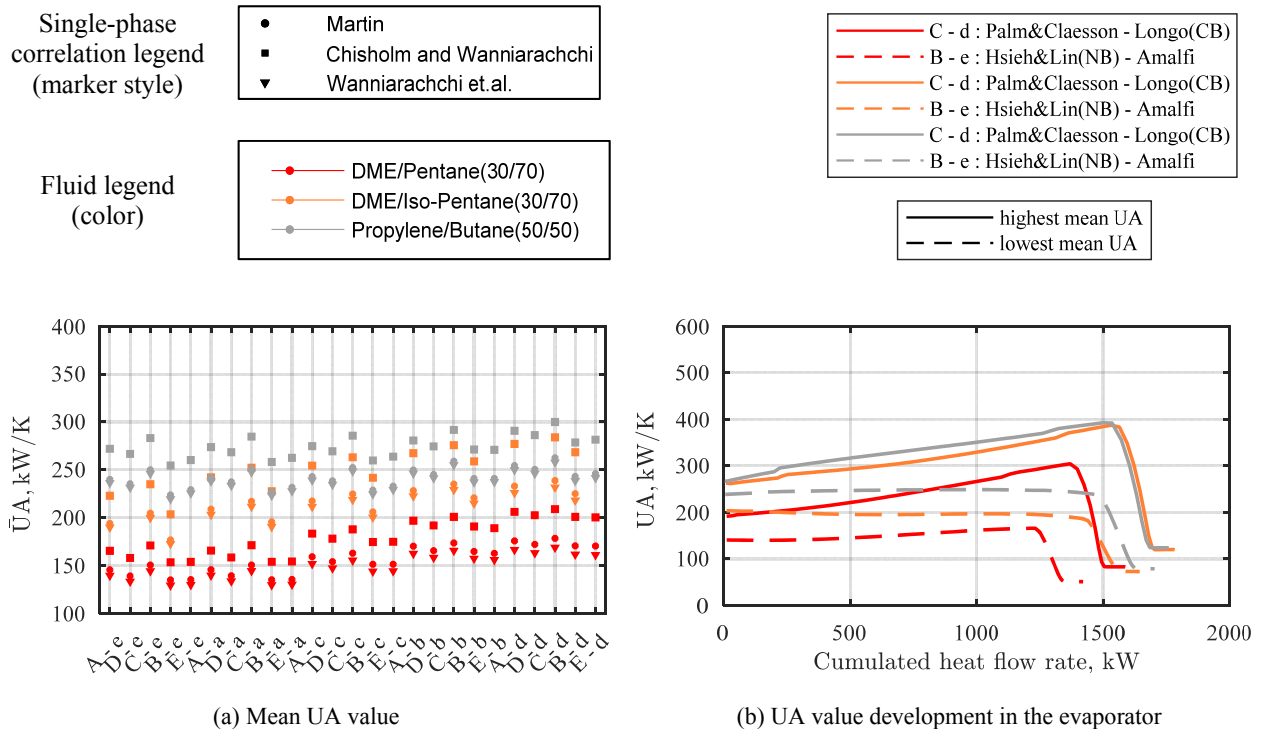 Single-phase
correlation legend
(marker style)
Martin
Chisholm and Wanniarachchi
Wanniarachchi et.al.
Fluid legend
(color)
DME/Pentane(30/70)
DME/Iso-Pentane(30/70)
Propylene/Butane(50/50)
C - d : Palm&Claesson - Longo(CB)
B - e : Hsieh&Lin(NB) - Amalfi
C - d : Palm&Claesson - Longo(CB)
B - e : Hsieh&Lin(NB) - Amalfi
C - d : Palm&Claesson - Longo(CB)
B - e : Hsieh&Lin(NB) - Amalfi
highest mean UA
lowest mean UA
400
350
300
250
200
150
100
ŪA, kW/K
A - e
D - e
C - e
B - e
E - e
A - a
D - a
C - a
B - a
E - a
A - c
D - c
C - c
B - c
E - c
A - b
D - b
C - b
B - b
E - b
A - d
D - d
C - d
B - d
E - d
(a) Mean UA value
600
500
400
300
200
100
0
UA, kW/K
0
500
1000
1500
2000
Cumulated heat flow rate, kW
(b) UA value development in the evaporator